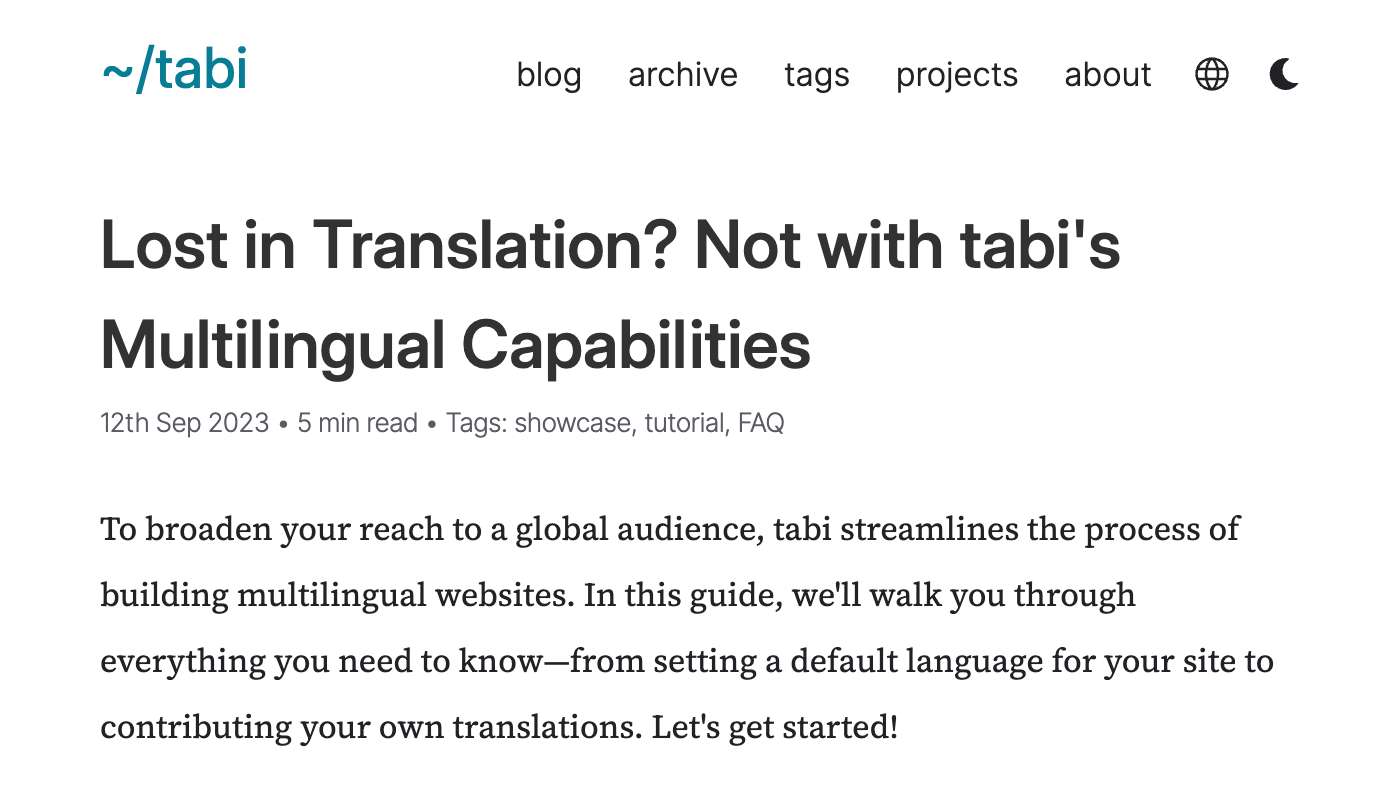 ~/tabi
blog archive tags projects about
Lost in Translation? Not with tabi's
Multilingual Capabilities
12th Sep 2023 • 5 min read • Tags: showcase, tutorial, FAQ
To broaden your reach to a global audience, tabi streamlines the process of
building multilingual websites. In this guide, we'll walk you through
everything you need to know—from setting a default language for your site to
contributing your own translations. Let's get started!